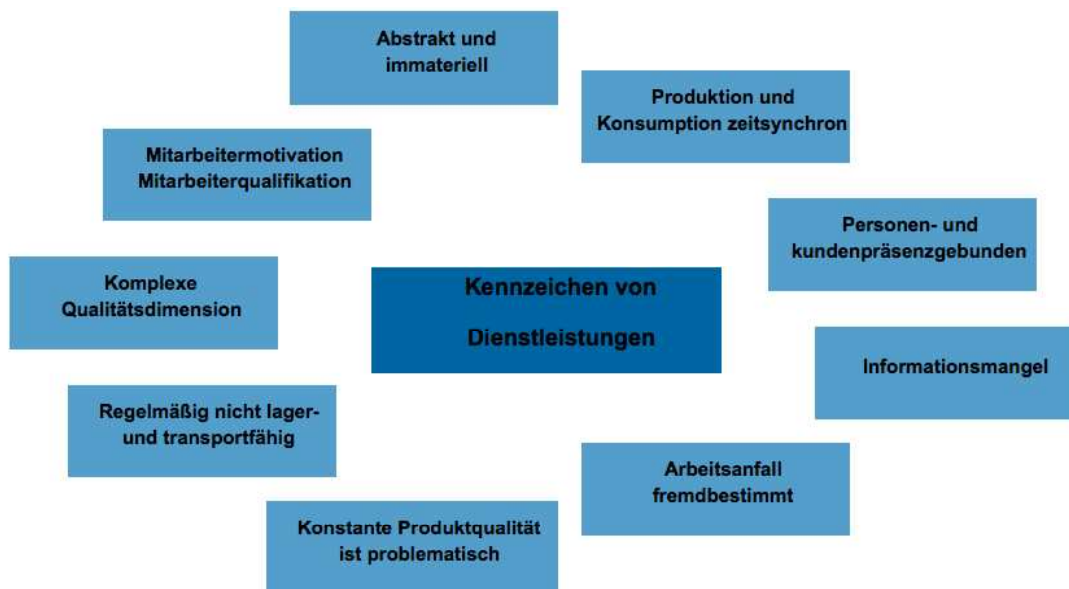 Abstrakt und
immateriell
Produktion und
Konsumption zeitsynchron
Mitarbeitermotivation
Mitarbeiterqualifikation
Personen- und
kundenpräsenzgebunden
Komplexe
Qualitätsdimension
Kennzeichen von
Dienstleistungen
Informationsmangel
Regelmäßig nicht lager-
und transportfähig
Arbeitsanfall
fremdbestimmt
Konstante Produktqualität
ist problematisch